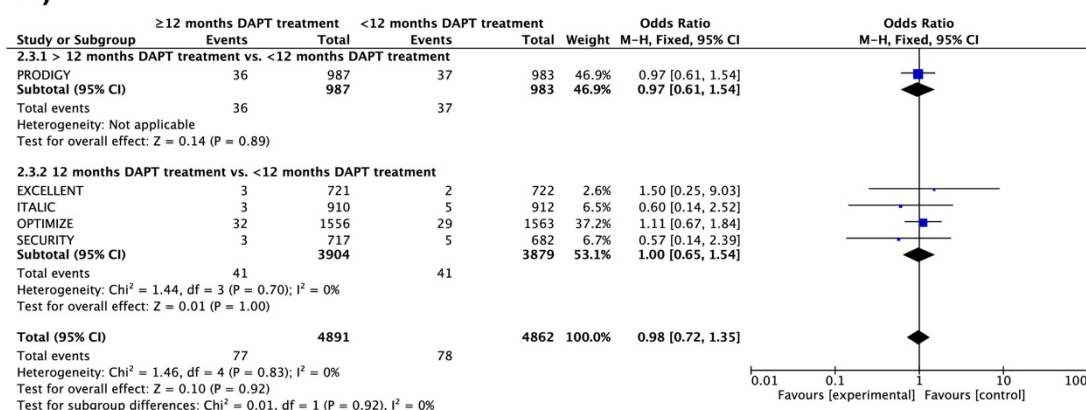 ≥12 months DAPT treatment <12 months DAPT treatment Odds Ratio Odds Ratio
Study or Subgroup Events Total Events Total Weight M-H, Fixed, 95% CI M-H, Fixed, 95% CI
2.3.1 > 12 months DAPT treatment vs. <12 months DAPT treatment
PRODIGY 36 987 37 983 46.9% 0.97 [0.61, 1.54]
Subtotal (95% CI) 987 983 46.9% 0.97 [0.61, 1.54]
Total events 36 37
Heterogeneity: Not applicable
Test for overall effect: Z = 0.14 (P = 0.89)
2.3.2 12 months DAPT treatment vs. <12 months DAPT treatment
EXCELLENT 3 721 2 722 2.6% 1.50 [0.25, 9.03]
ITALIC 3 910 5 912 6.5% 0.60 [0.14, 2.52]
OPTIMIZE 32 1556 29 1563 37.2% 1.11 [0.67, 1.84]
SECURITY 3 717 5 682 6.7% 0.57 [0.14, 2.39]
Subtotal (95% CI) 3904 3879 53.1% 1.00 [0.65, 1.54]
Total events 41 41
Heterogeneity: Chi² = 1.44, df = 3 (P = 0.70); I² = 0%
Test for overall effect: Z = 0.01 (P = 1.00)
Total (95% CI) 4891 4862 100.0% 0.98 [0.72, 1.35]
Total events 77 78
Heterogeneity: Chi² = 1.46, df = 4 (P = 0.83); I² = 0%
Test for overall effect: Z = 0.10 (P = 0.92)
Test for subgroup differences: Chi² = 0.01, df = 1 (P = 0.92), I² = 0%
0.01 0.1 1 10 100
Favours [experimental] Favours [control]